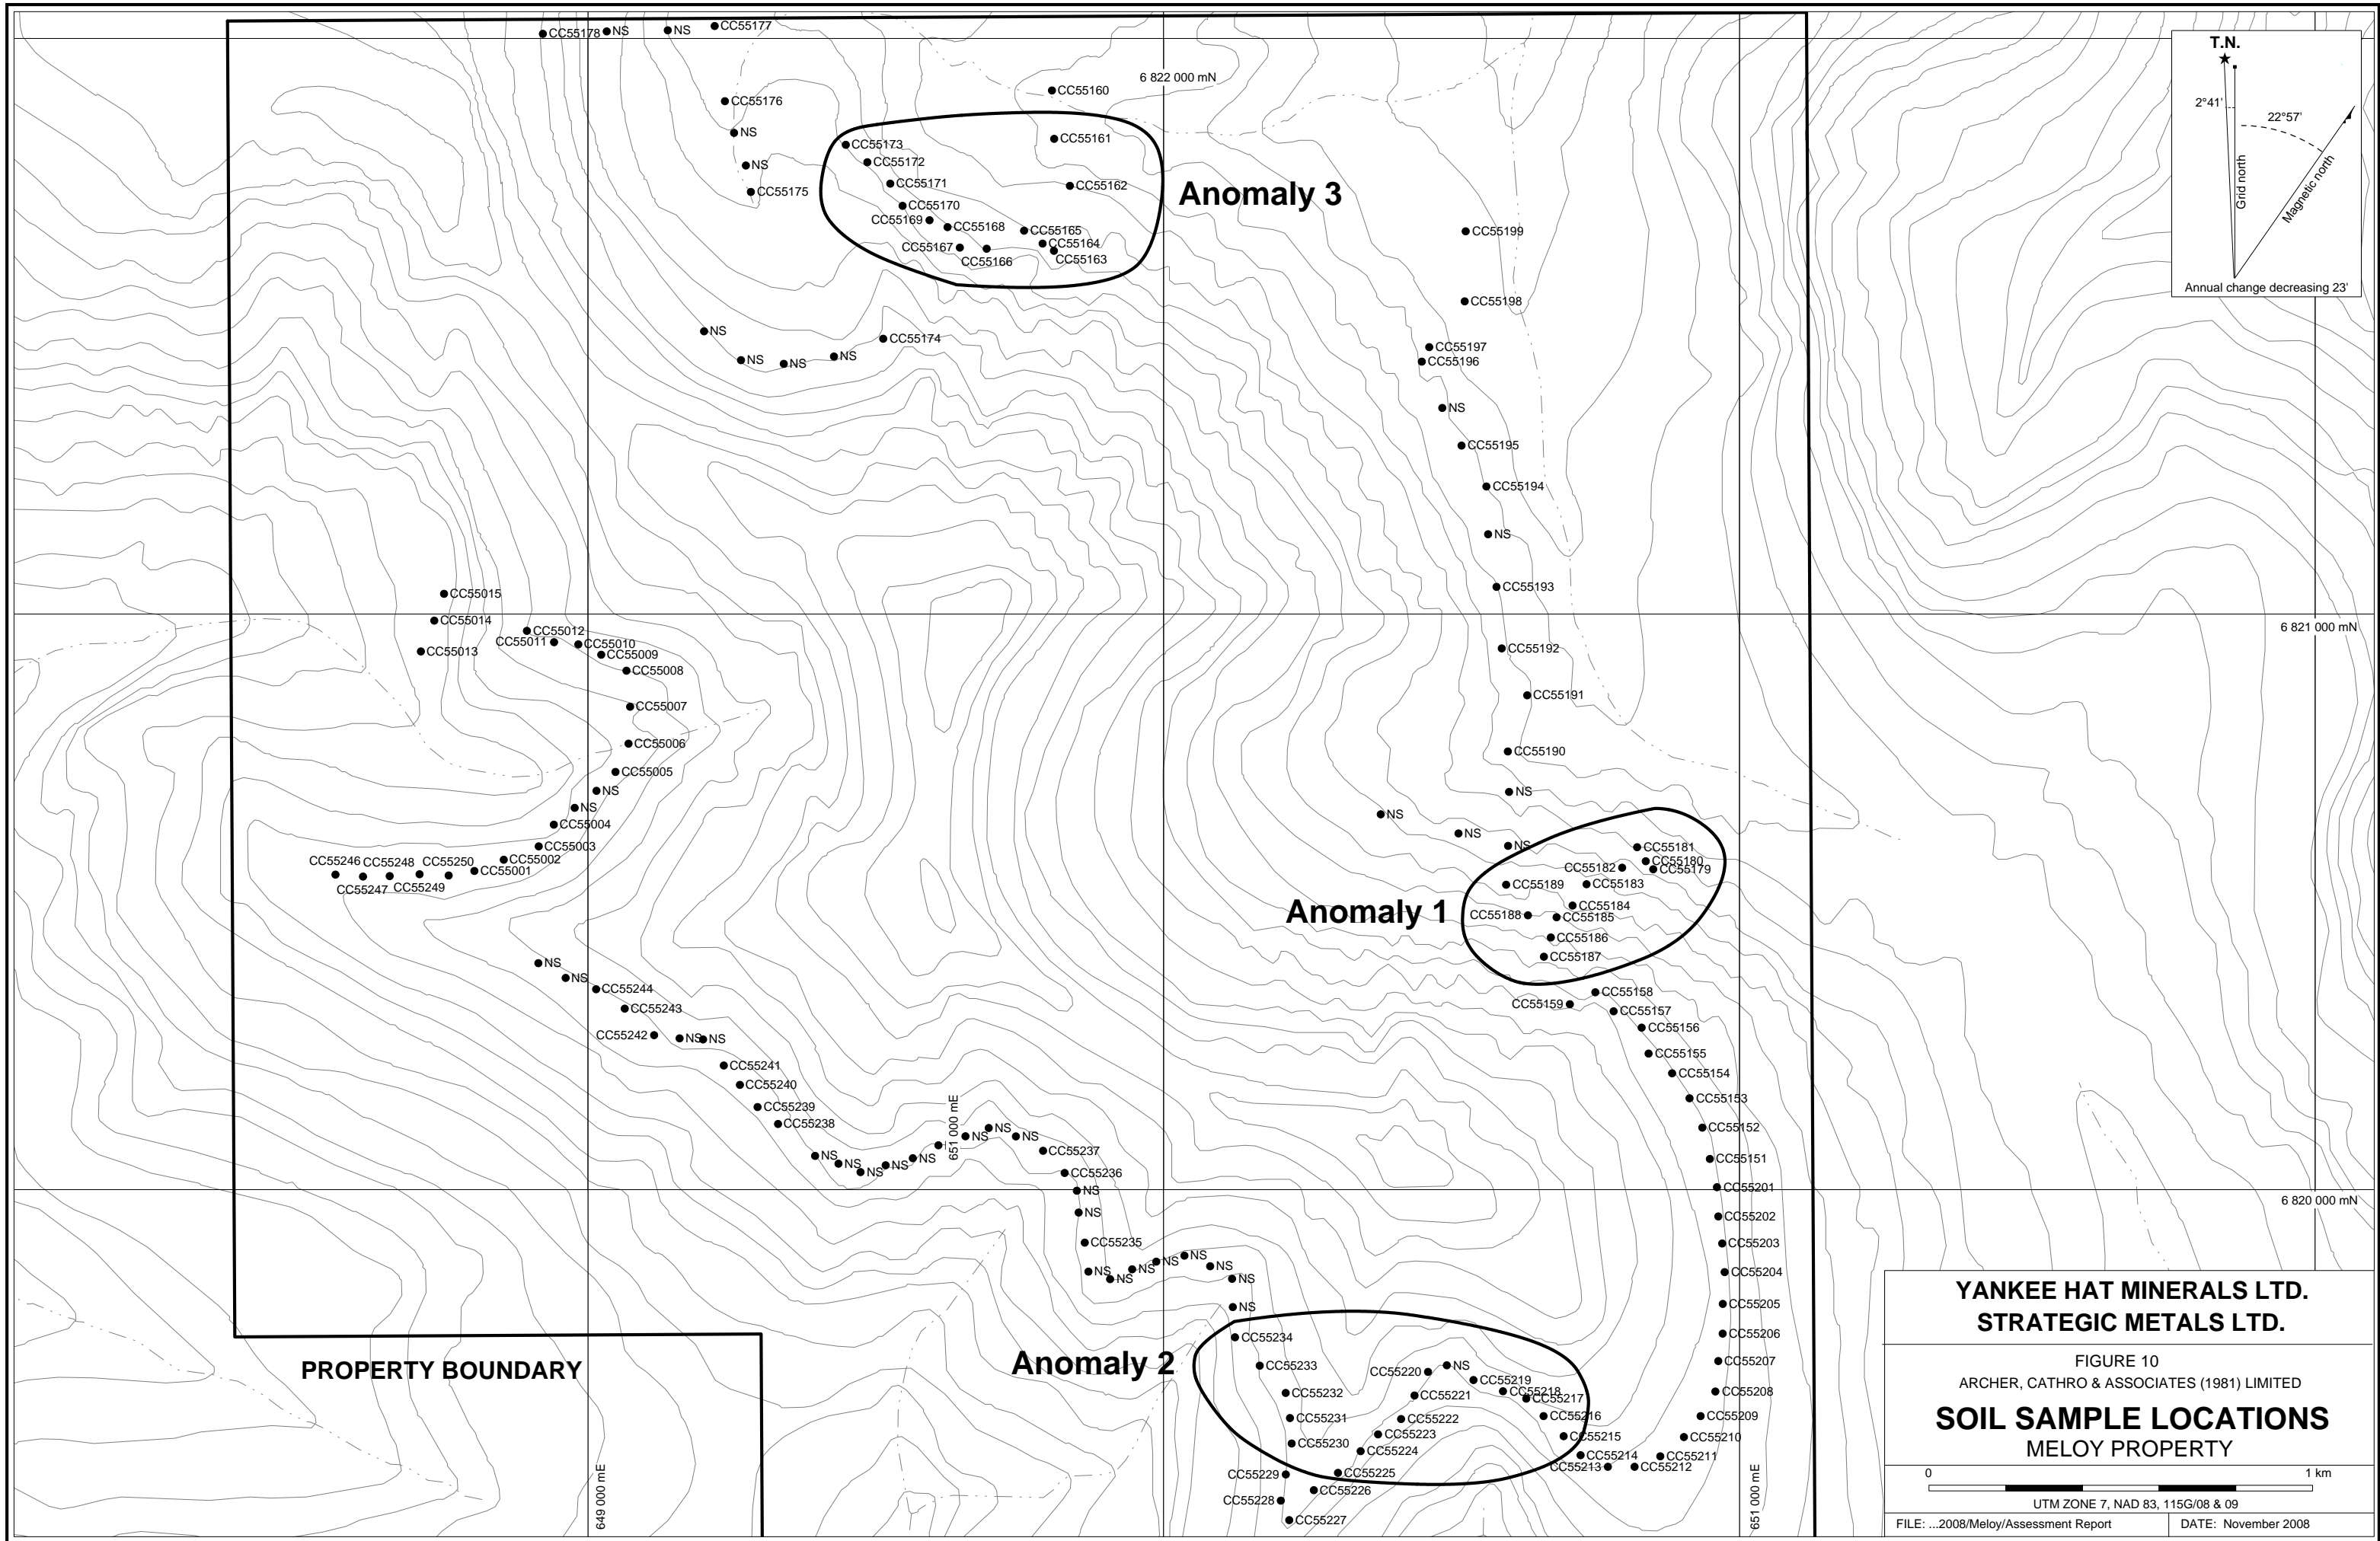 CC55178
NS
NS
CC55177
6 822 000 mN
CC55160
CC55176
NS
CC55161
CC55173
CC55172
NS
CC55171
CC55162
CC55175
Anomaly 3
CC55170
CC55169
CC55168
CC55165
CC55164
CC55167
CC55166
CC55163
T.N.
2°41'
22°57'
Grid north
Magnetic north
Annual change decreasing 23'
CC55199
CC55198
NS
CC55174
NS
NS
NS
CC55197
CC55196
NS
CC55195
CC55194
NS
CC55193
CC55015
CC55014
CC55012
CC55011
CC55010
CC55013
CC55009
CC55008
6 821 000 mN
CC55192
CC55191
CC55007
CC55006
CC55190
CC55005
NS
NS
NS
NS
CC55004
NS
CC55003
NS
CC55181
CC55002
CC55180
CC55246
CC55248
CC55250
CC55001
CC55182
CC55179
CC55247
CC55249
CC55189
CC55183
CC55184
Anomaly 1
CC55188
CC55185
CC55186
CC55187
NS
NS
CC55244
CC55158
CC55159
CC55243
CC55157
CC55156
CC55242
NS
NS
CC55155
CC55241
CC55154
CC55240
CC55153
CC55239
CC55238
651 000 mE
CC55152
NS
NS
NS
NS
NS
NS
NS
NS
CC55237
CC55151
CC55236
NS
CC55201
6 820 000 mN
NS
CC55202
CC55235
CC55203
NS
NS
NS
NS
NS
NS
NS
CC55204
NS
CC55205
CC55234
CC55206
Anomaly 2
CC55233
CC55220
NS
CC55207
CC55219
CC55232
CC55221
CC55218
CC55217
CC55208
CC55231
CC55222
CC55216
CC55209
CC55230
CC55223
CC55215
CC55210
CC55224
CC55214
CC55211
CC55229
CC55225
CC55213
CC55212
CC55226
CC55228
CC55227
PROPERTY BOUNDARY
649 000 mE
651 000 mE
YANKEE HAT MINERALS LTD.
STRATEGIC METALS LTD.
FIGURE 10
ARCHER, CATHRO & ASSOCIATES (1981) LIMITED
SOIL SAMPLE LOCATIONS
MELOY PROPERTY
0 1 km
UTM ZONE 7, NAD 83, 115G/08 & 09
FILE: ...2008/Meloy/Assessment Report
DATE: November 2008